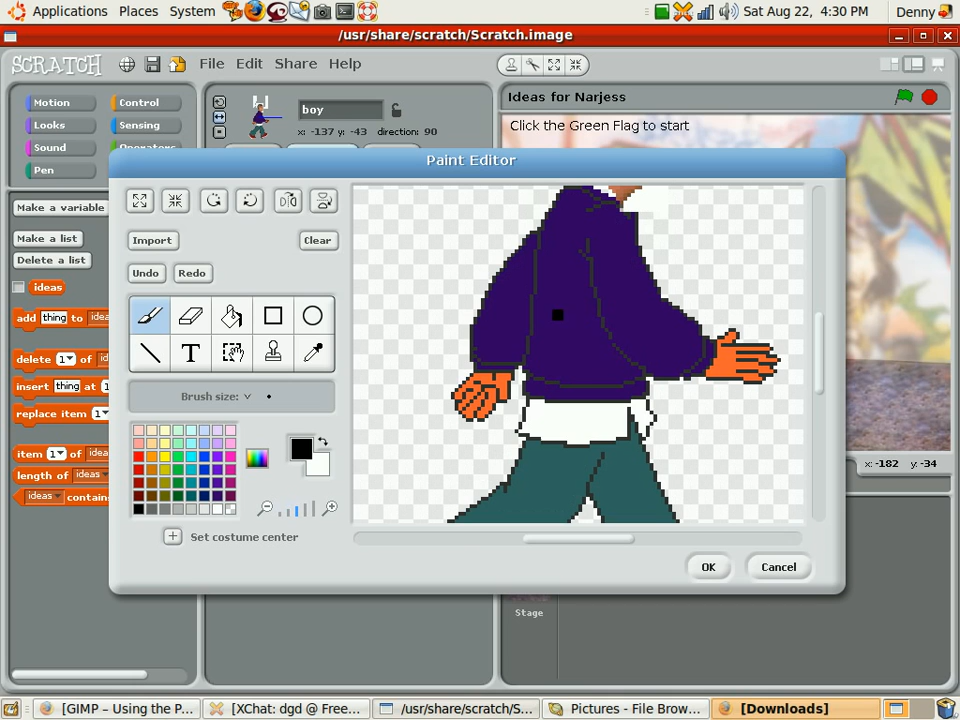 Applications Places System Sat Aug 22, 4:30 PM Denny
/usr/share/scratch/Scratch.image
SCRATCH File Edit Share Help
Motion Control
Looks Sensing
Sound Operators
Pen
boy
x: -137 y: -43 direction: 90
Ideas for Narjess
Click the Green Flag to start
Paint Editor
Make a variable
Make a list
Delete a list
ideas
add thing to idea
delete 1 of id
insert thing at 1
replace item 1
item 1 of idea
length of ideas
ideas contains
Import Clear
Undo Redo
T
Brush size:
Set costume center
OK Cancel
x: -182 y: -34
Stage
[GIMP – Using the P... [XChat: dgd @ Free... /usr/share/scratch/S... Pictures - File Brow... [Downloads]